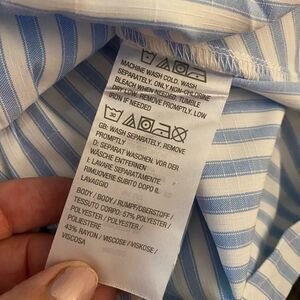 MACHINE WASH COLD. WASH
SEPARATELY. ONLY NON-CHLORINE
BLEACH WHEN NEEDED. TUMBLE
DRY LOW. REMOVE PROMPTLY. LOW
IRON IF NEEDED
GB: WASH SEPARATELY. REMOVE
PROMPTLY
D: SEPARAT WASCHEN. VOR DER
WÄSCHE ENTFERNEN
I: LAVARE SEPARATAMENTE.
RIMUOVERE SUBITO DOPO IL
LAVAGGIO
BODY / BODY / RUMPF/OBERSTOFF /
TESSUTO CORPO: 57% POLYESTER /
POLYESTER / POLYESTER /
POLIESTERE
43% RAYON / VISCOSE / VISKOSE /
VISCOSA